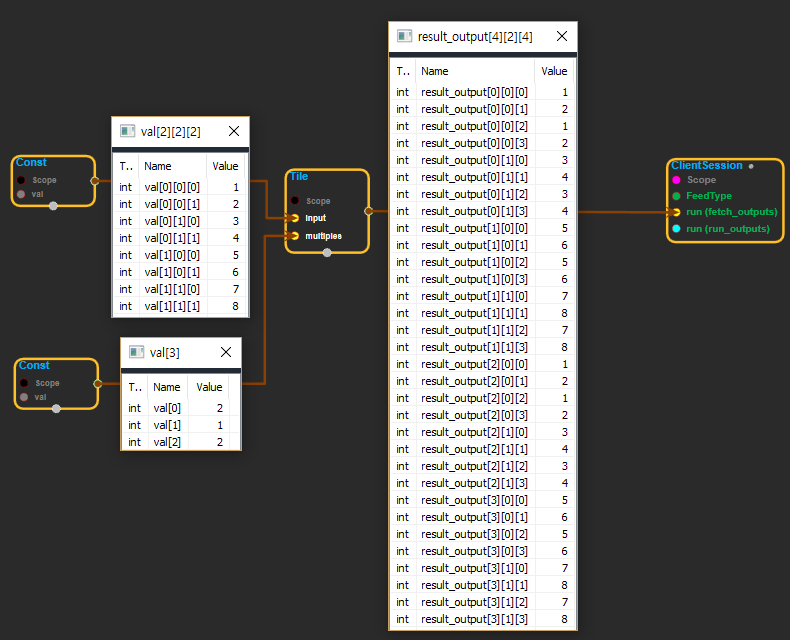 Const
Scope
val
val[2][2][2]
T.. Name Value
int val[0][0][0] 1
int val[0][0][1] 2
int val[0][1][0] 3
int val[0][1][1] 4
int val[1][0][0] 5
int val[1][0][1] 6
int val[1][1][0] 7
int val[1][1][1] 8
Const
Scope
val
val[3]
T.. Name Value
int val[0] 2
int val[1] 1
int val[2] 2
Tile
Scope
Input
multiples
result_output[4][2][4]
T.. Name Value
int result_output[0][0][0] 1
int result_output[0][0][1] 2
int result_output[0][0][2] 1
int result_output[0][0][3] 2
int result_output[0][1][0] 3
int result_output[0][1][1] 4
int result_output[0][1][2] 3
int result_output[0][1][3] 4
int result_output[1][0][0] 5
int result_output[1][0][1] 6
int result_output[1][0][2] 5
int result_output[1][0][3] 6
int result_output[1][1][0] 7
int result_output[1][1][1] 8
int result_output[1][1][2] 7
int result_output[1][1][3] 8
int result_output[2][0][0] 1
int result_output[2][0][1] 2
int result_output[2][0][2] 1
int result_output[2][0][3] 2
int result_output[2][1][0] 3
int result_output[2][1][1] 4
int result_output[2][1][2] 3
int result_output[2][1][3] 4
int result_output[3][0][0] 5
int result_output[3][0][1] 6
int result_output[3][0][2] 5
int result_output[3][0][3] 6
int result_output[3][1][0] 7
int result_output[3][1][1] 8
int result_output[3][1][2] 7
int result_output[3][1][3] 8
ClientSession
Scope
FeedType
run (fetch_outputs)
run (run_outputs)